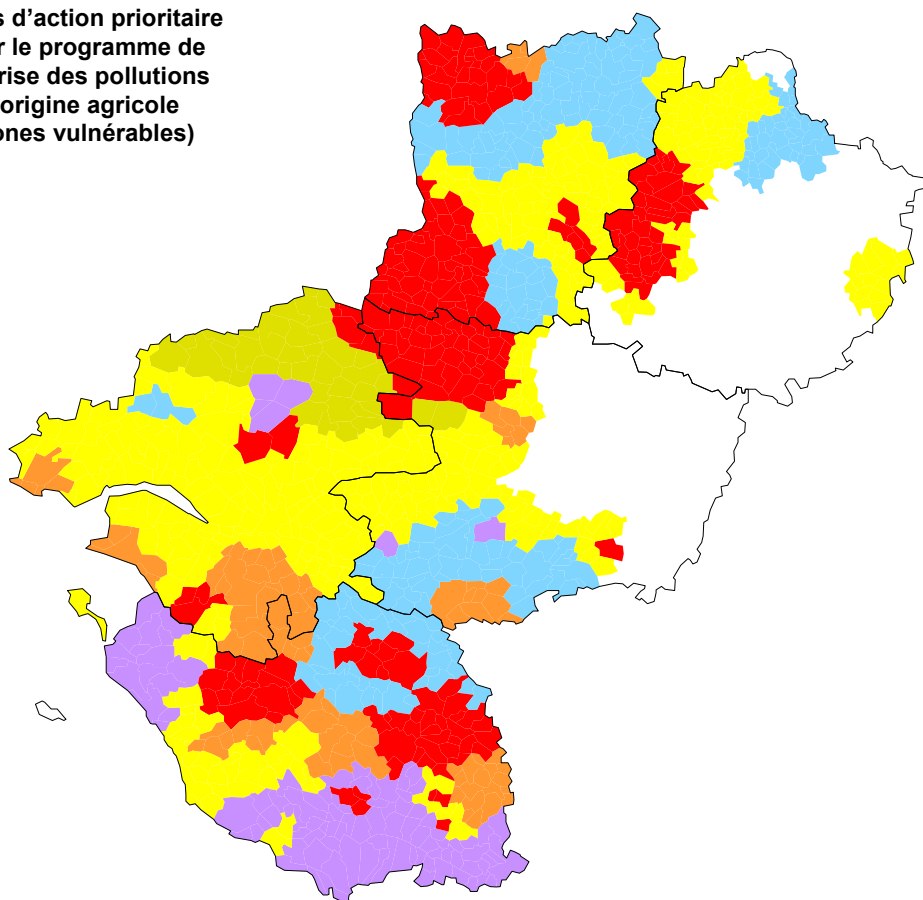 s d’action prioritaire
r le programme de
rise des pollutions
origine agricole
ones vulnérables)